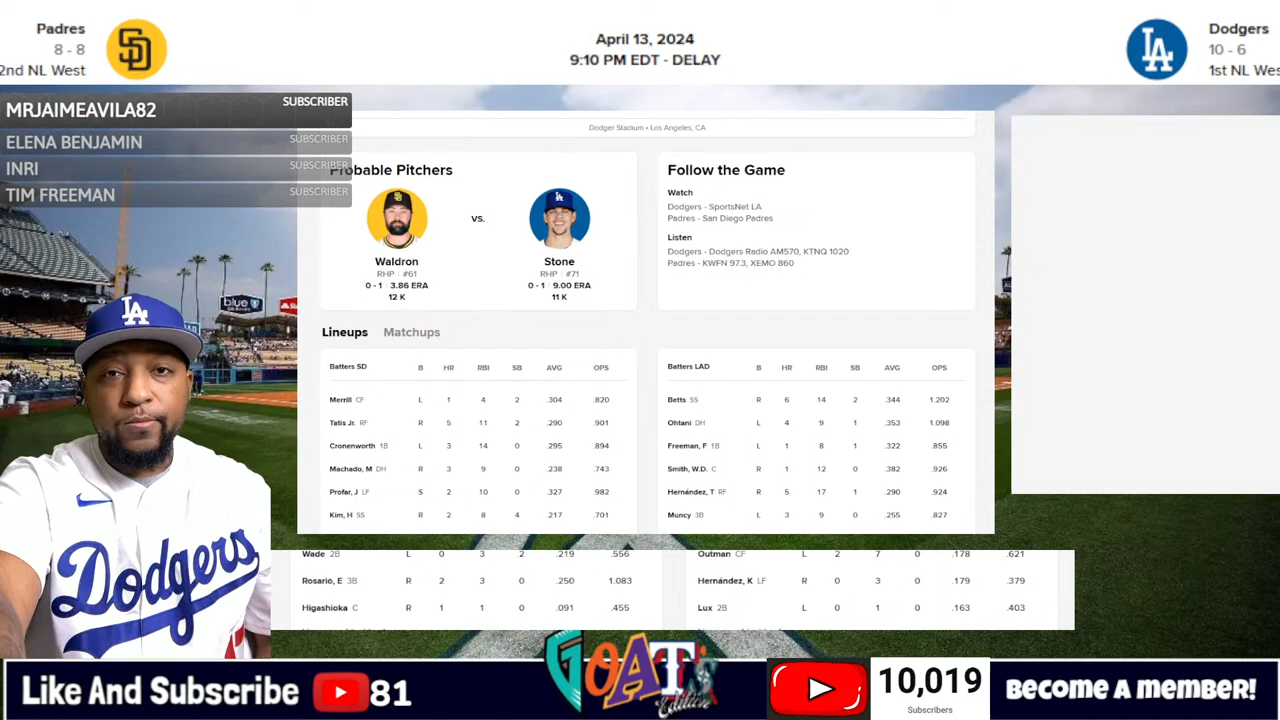 Padres
8 - 8
2nd NL West
SD
April 13, 2024
9:10 PM EDT - DELAY
LA
Dodgers
10 - 6
1st NL Wes
MRJAIMEAVILA82 SUBSCRIBER
ELENA BENJAMIN SUBSCRIBER
INRI SUBSCRIBER
TIM FREEMAN SUBSCRIBER
Dodger Stadium • Los Angeles, CA
Probable Pitchers
VS.
Waldron
RHP #61
0 - 1 3.86 ERA
12 K
Stone
RHP #71
0 - 1 9.00 ERA
11 K
Follow the Game
Watch
Dodgers - SportsNet LA
Padres - San Diego Padres
Listen
Dodgers - Dodgers Radio AM570, KTNQ 1020
Padres - KWFN 97.3, XEMO 860
Lineups Matchups
Batters SD B HR RBI SB AVG OPS
Merrill CF L 1 4 2 .304 .820
Tatis Jr. RF R 5 11 2 .290 .901
Cronenworth 1B L 3 14 0 .295 .894
Machado, M DH R 3 9 0 .238 .743
Profar, J LF S 2 10 0 .327 .982
Kim, H SS R 2 8 4 .217 .701
Wade 2B L 0 3 2 .219 .556
Rosario, E 3B R 2 3 0 .250 1.083
Higashioka C R 1 1 0 .091 .455
Batters LAD B HR RBI SB AVG OPS
Betts SS R 6 14 2 .344 1.202
Ohtani DH L 4 9 1 .353 1.098
Freeman, F 1B L 1 8 1 .322 .855
Smith, W.D. C R 1 12 0 .382 .926
Hernández, T RF R 5 17 1 .290 .924
Muncy 3B L 3 9 0 .255 .827
Outman CF L 2 7 0 .178 .621
Hernández, K LF R 0 3 0 .179 .379
Lux 2B L 0 1 0 .163 .403
blue
LA
Dodgers
Like And Subscribe
81
GOAT
Edition
10,019
Subscribers
BECOME A MEMBER!